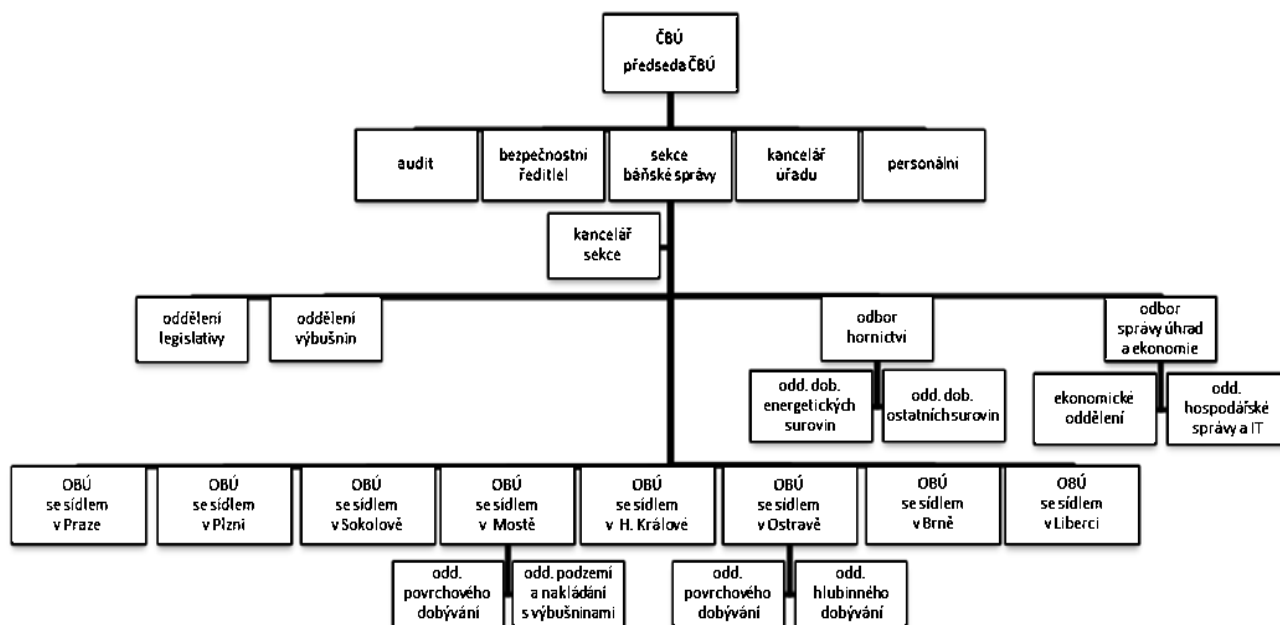 ČBÚ
předseda ČBÚ
audit
bezpečnostní
ředitlel
sekce
báňské správy
kancelář
úřadu
personální
kancelář
sekce
oddělení
legislativy
oddělení
výbušnin
odbor
hornictví
odbor
správy úhrad
a ekonomie
odd. dob.
energetických
surovin
odd. dob.
ostatních surovin
ekonomické
oddělení
odd.
hospodářské
správy a IT
OBÚ
se sídlem
v Praze
OBÚ
se sídlem
v Plzni
OBÚ
se sídlem
v Sokolově
OBÚ
se sídlem
v Mostě
OBÚ
se sídlem
v H. Králové
OBÚ
se sídlem
v Ostravě
OBÚ
se sídlem
v Brně
OBÚ
se sídlem
v Liberci
odd.
povrchového
dobývání
odd. podzemí
a nakládání
s výbušninami
odd.
povrchového
dobývání
odd.
hlubinného
dobývání